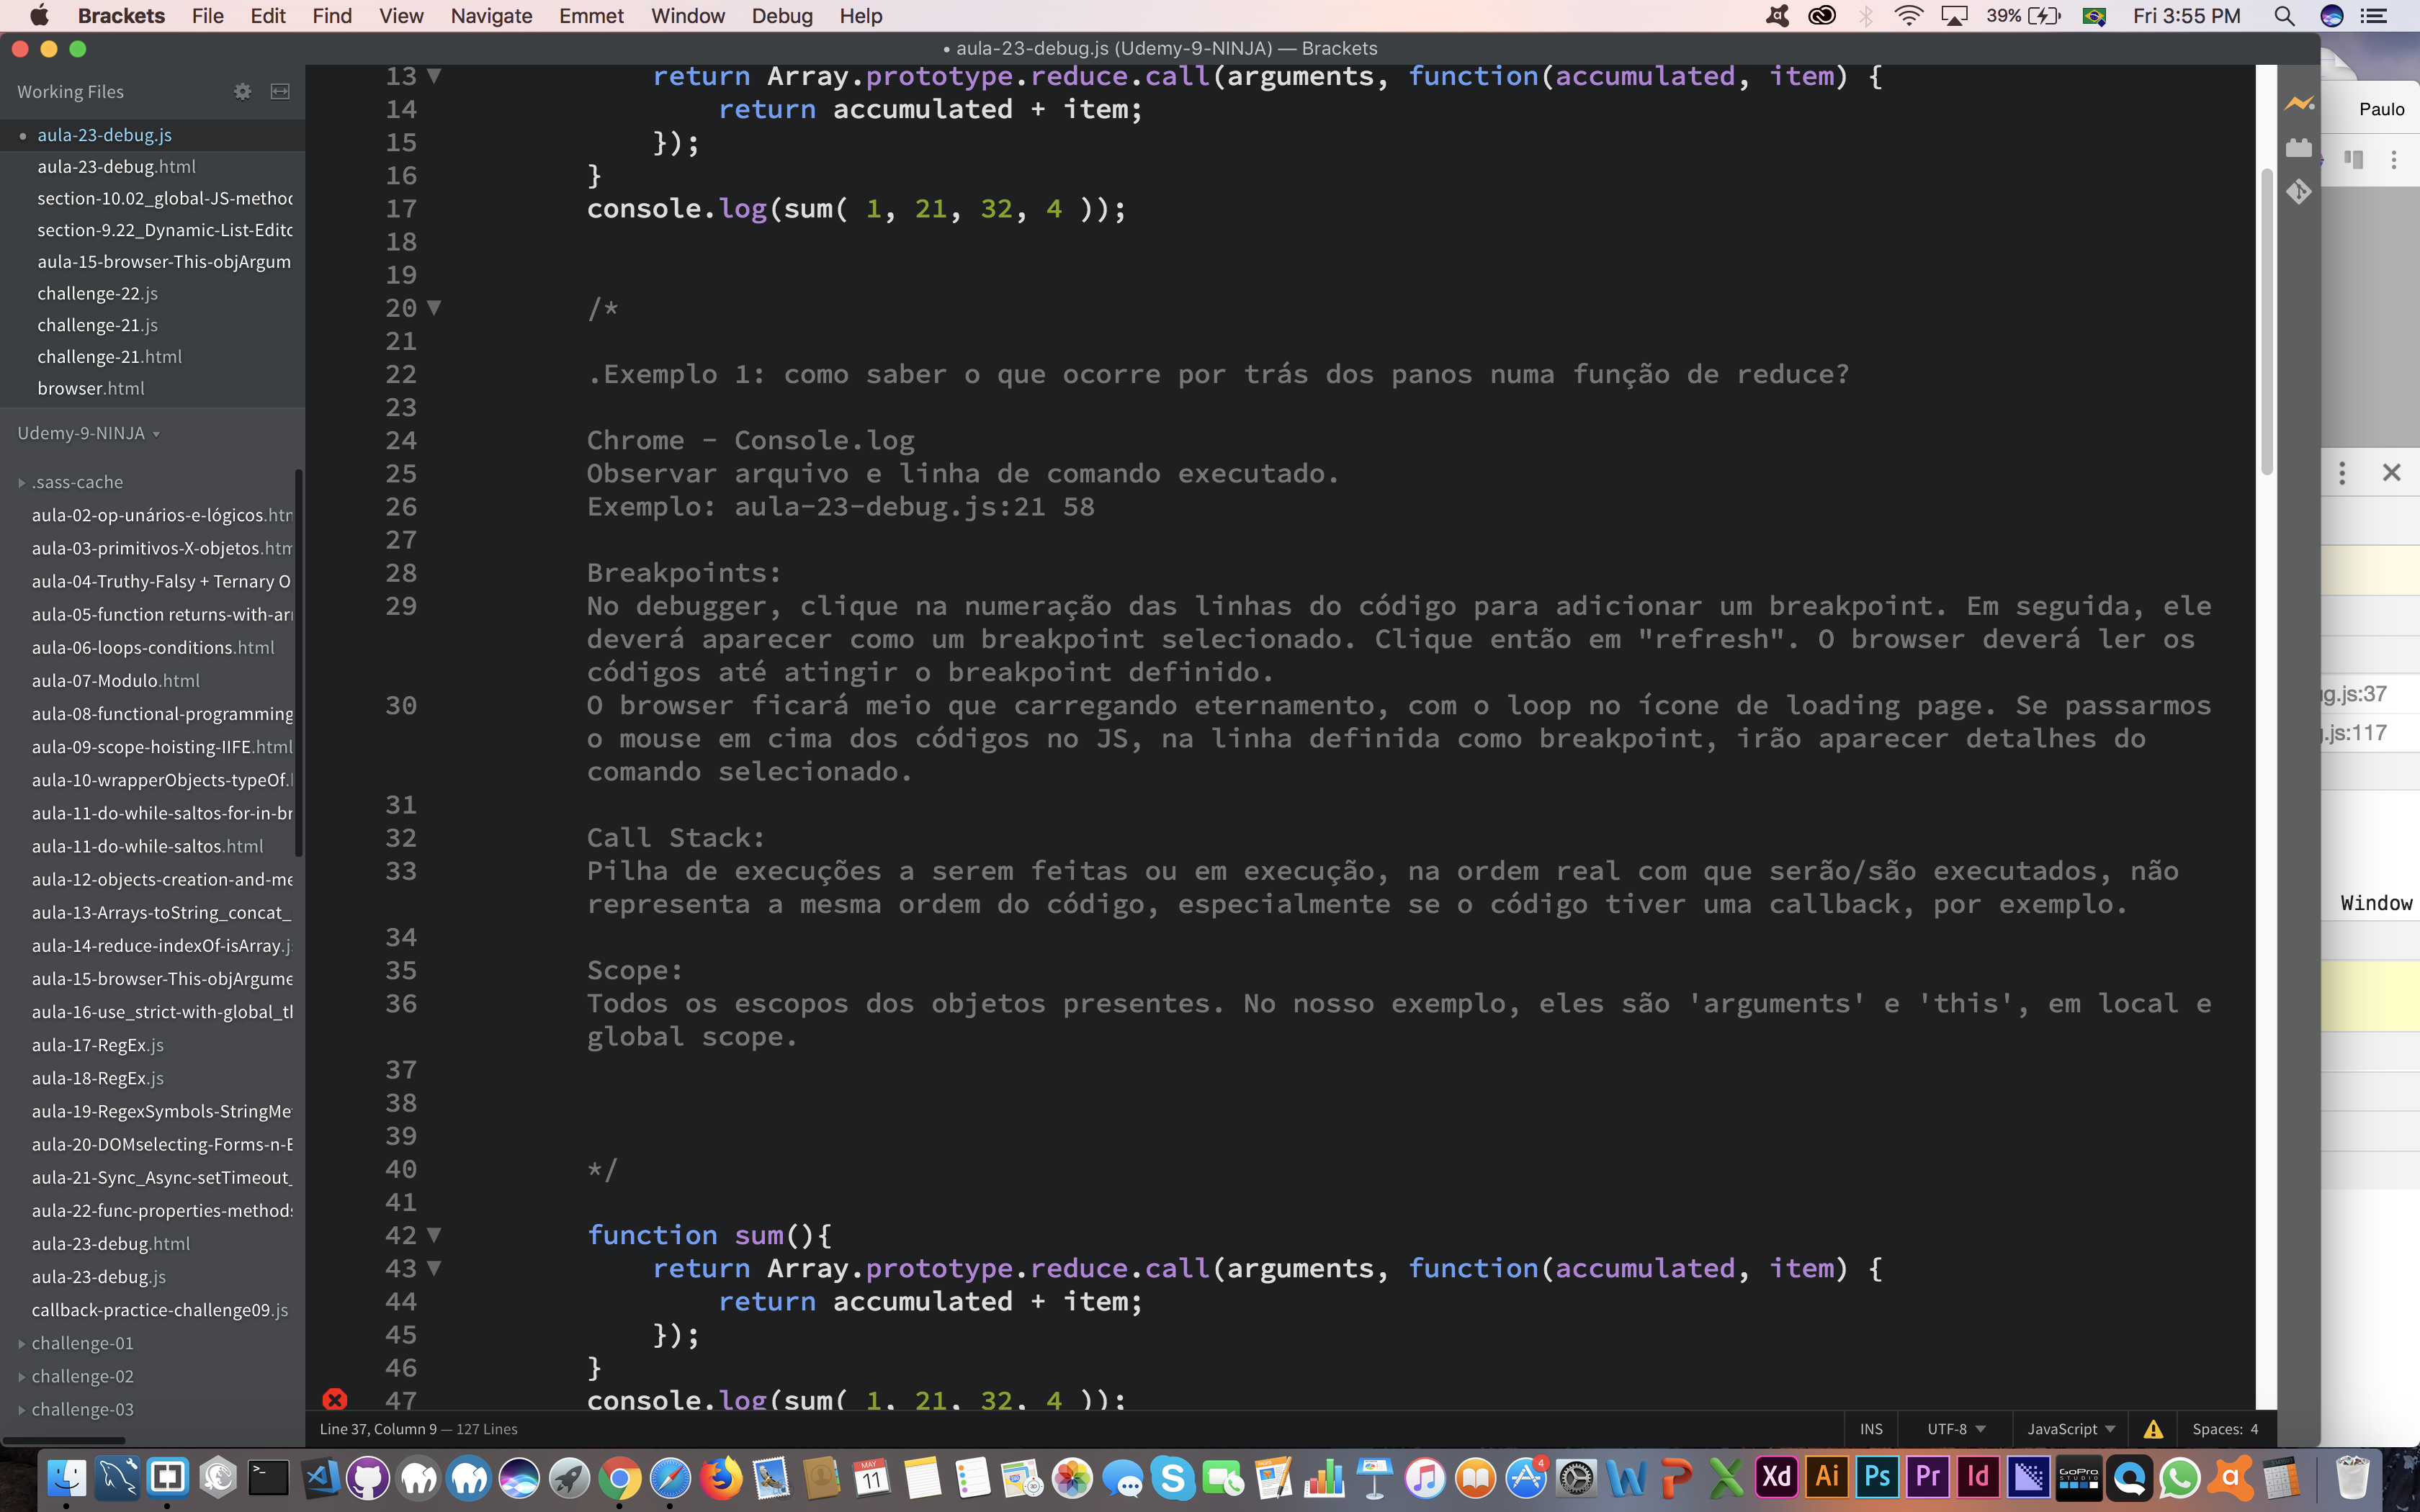 Brackets File Edit Find View Navigate Emmet Window Debug Help 39% Fri 3:55 PM
• aula-23-debug.js (Udemy-9-NINJA) — Brackets
Working Files
aula-23-debug.js
aula-23-debug.html
section-10.02_global-JS-method
section-9.22_Dynamic-List-Edito
aula-15-browser-This-objArgum
challenge-22.js
challenge-21.js
challenge-21.html
browser.html
Udemy-9-NINJA
.sass-cache
aula-02-op-unários-e-lógicos.htm
aula-03-primitivos-X-objetos.htm
aula-04-Truthy-Falsy + Ternary O
aula-05-function returns-with-arr
aula-06-loops-conditions.html
aula-07-Modulo.html
aula-08-functional-programming
aula-09-scope-hoisting-IIFE.html
aula-10-wrapperObjects-typeOf.
aula-11-do-while-saltos-for-in-br
aula-11-do-while-saltos.html
aula-12-objects-creation-and-me
aula-13-Arrays-toString_concat_
aula-14-reduce-indexOf-isArray.j
aula-15-browser-This-objArgume
aula-16-use_strict-with-global_th
aula-17-RegEx.js
aula-18-RegEx.js
aula-19-RegexSymbols-StringMet
aula-20-DOMselecting-Forms-n-E
aula-21-Sync_Async-setTimeout_
aula-22-func-properties-methods
aula-23-debug.html
aula-23-debug.js
callback-practice-challenge09.js
challenge-01
challenge-02
challenge-03
13 return Array.prototype.reduce.call(arguments, function(accumulated, item) {
14 return accumulated + item;
15 });
16 }
17 console.log(sum( 1, 21, 32, 4 ));
18
19
20 /*
21
22 .Exemplo 1: como saber o que ocorre por trás dos panos numa função de reduce?
23
24 Chrome - Console.log
25 Observar arquivo e linha de comando executado.
26 Exemplo: aula-23-debug.js:21 58
27
28 Breakpoints:
29 No debugger, clique na numeração das linhas do código para adicionar um breakpoint. Em seguida, ele
deverá aparecer como um breakpoint selecionado. Clique então em "refresh". O browser deverá ler os
códigos até atingir o breakpoint definido.
30 O browser ficará meio que carregando eternamento, com o loop no ícone de loading page. Se passarmos
o mouse em cima dos códigos no JS, na linha definida como breakpoint, irão aparecer detalhes do
comando selecionado.
31
32 Call Stack:
33 Pilha de execuções a serem feitas ou em execução, na ordem real com que serão/são executados, não
representa a mesma ordem do código, especialmente se o código tiver uma callback, por exemplo.
34
35 Scope:
36 Todos os escopos dos objetos presentes. No nosso exemplo, eles são 'arguments' e 'this', em local e
global scope.
37
38
39
40 */
41
42 function sum(){
43 return Array.prototype.reduce.call(arguments, function(accumulated, item) {
44 return accumulated + item;
45 });
46 }
47 console.log(sum( 1, 21, 32, 4 ));
Line 37, Column 9 — 127 Lines
INS UTF-8 JavaScript Spaces: 4
Paulo
g.js:37
.js:117
Window
MAY 11
4
Xd Ai Ps Pr Id
GoPro